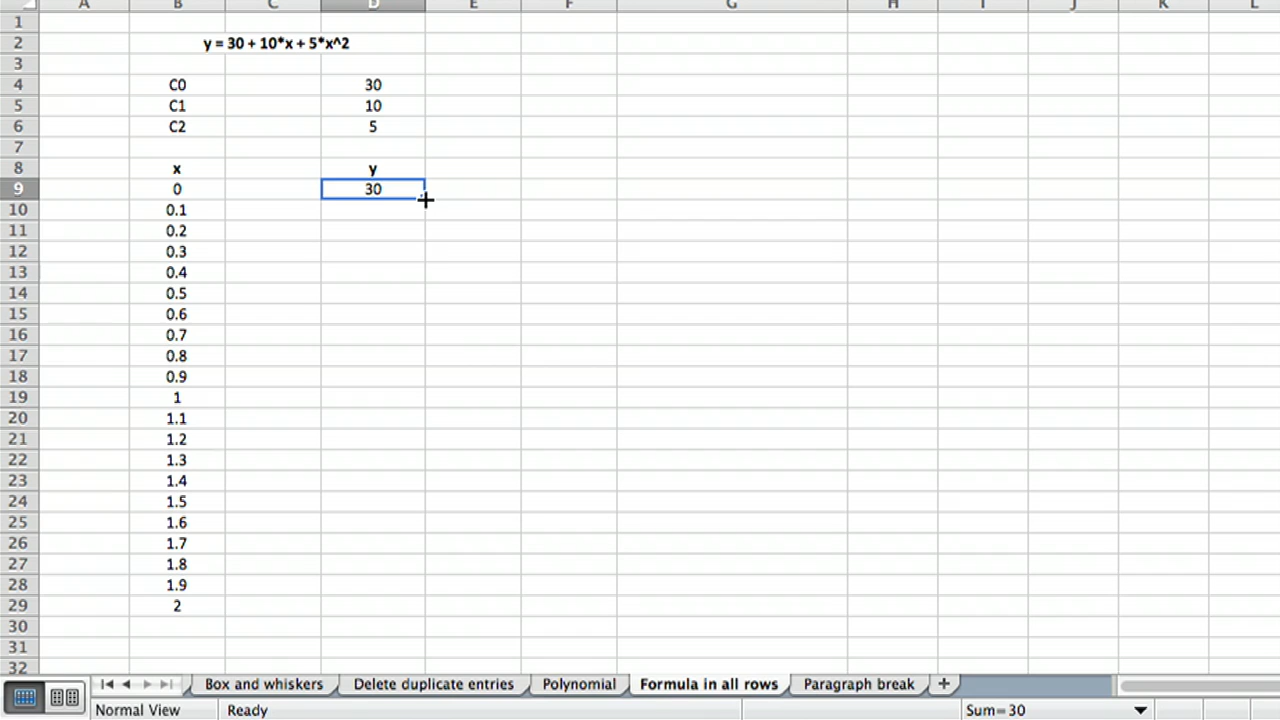 A B C D E F G H I J K L
1
2 y = 30 + 10*x + 5*x^2
3
4 C0 30
5 C1 10
6 C2 5
7
8 x y
9 0 30
10 0.1
11 0.2
12 0.3
13 0.4
14 0.5
15 0.6
16 0.7
17 0.8
18 0.9
19 1
20 1.1
21 1.2
22 1.3
23 1.4
24 1.5
25 1.6
26 1.7
27 1.8
28 1.9
29 2
30
31
32
Box and whiskers Delete duplicate entries Polynomial Formula in all rows Paragraph break +
Normal View Ready Sum=30